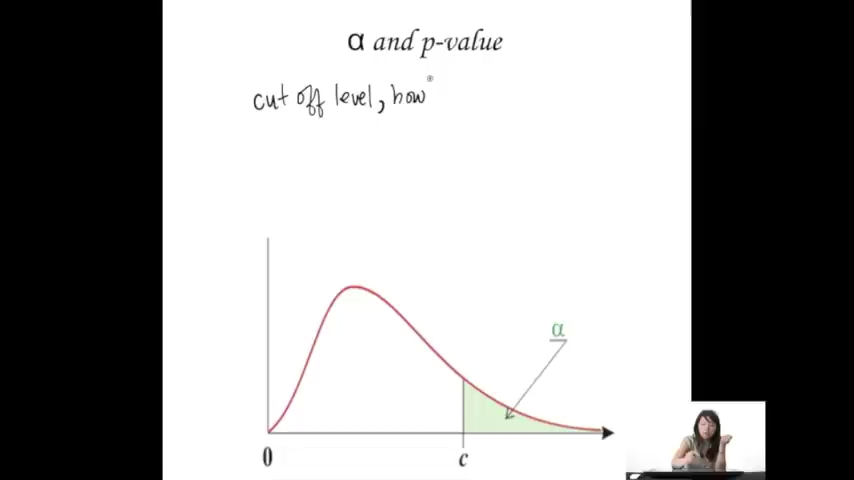 α and p-value
cut off level, how
α
0
c